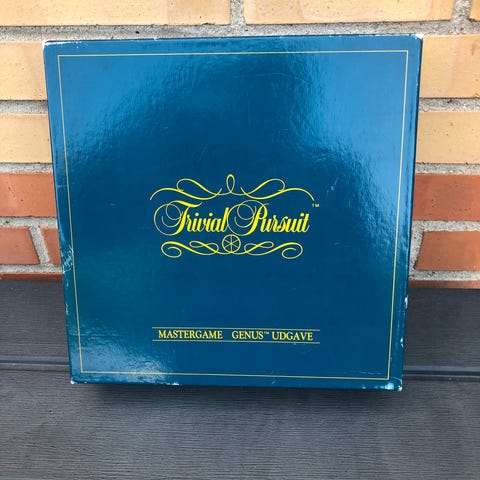 Trivial Pursuit™
MASTERGAME GENUS™ UDGAVE